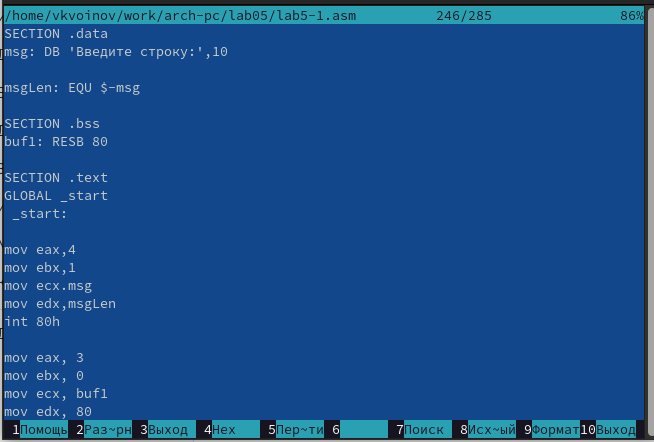 /home/vkvoinov/work/arch-pc/lab05/lab5-1.asm 246/285 86%
SECTION .data
msg: DB 'Введите строку:',10
msgLen: EQU $-msg
SECTION .bss
buf1: RESB 80
SECTION .text
GLOBAL _start
_start:
mov eax,4
mov ebx,1
mov ecx.msg
mov edx,msgLen
int 80h
mov eax, 3
mov ebx, 0
mov ecx, buf1
mov edx, 80
1Помощь 2Раз~рн 3Выход 4Hex 5Пер~ти 6 7Поиск 8Исх~ый 9Формат 10Выход